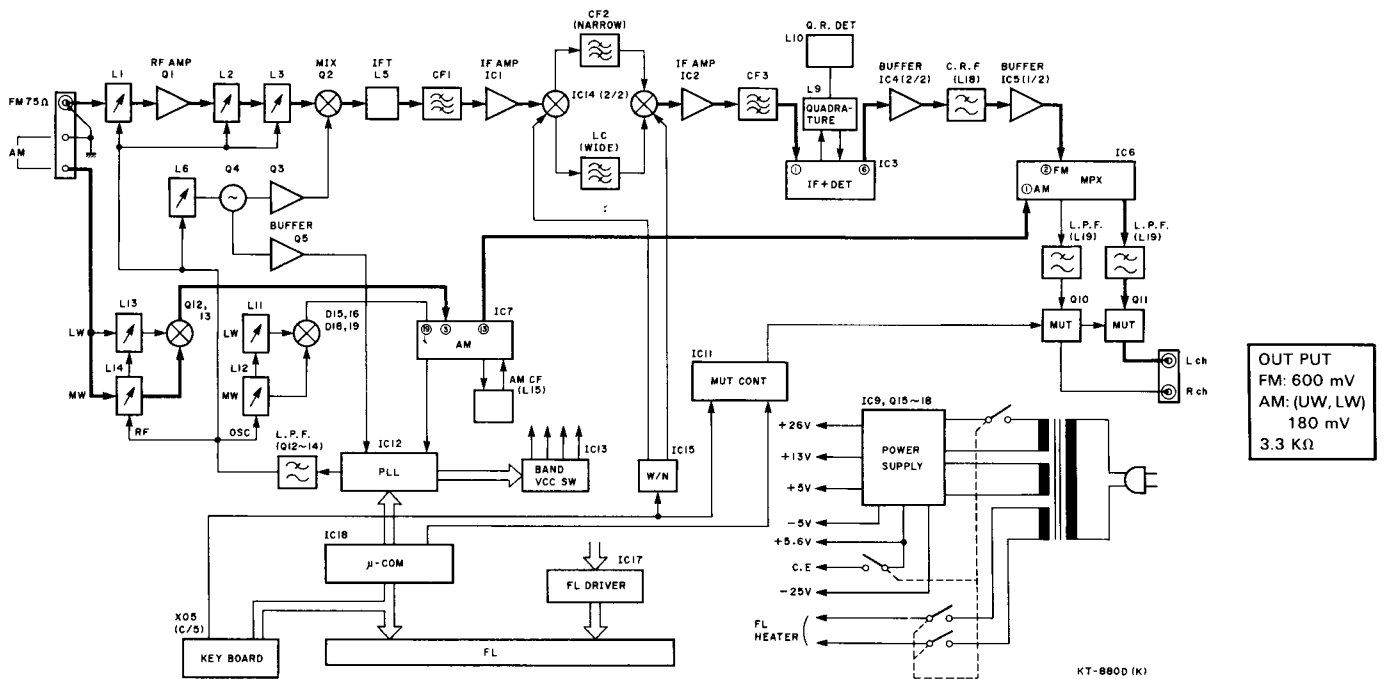 CF2
(NARROW)
Q.R. DET
L10
L1
RF AMP
Q1
L2
L3
MIX
Q2
IFT
L5
CF1
IF AMP
IC1
IC14 (2/2)
IF AMP
IC2
CF3
L9
QUADRA-
TURE
BUFFER
IC4 (2/2)
C.R.F
(L18)
BUFFER
IC5 (1/2)
FM 75Ω
AM
LC
(WIDE)
① ⑥ IC3
IF+DET
IC6
② FM
① AM
MPX
L6
Q4
Q3
BUFFER
Q5
L.P.F.
(L19)
L.P.F.
(L19)
L13
Q12,
13
L11
D15,16
D18,19
IC7
⑲ ③ ⑬
AM
LW
LW
L14
L12
MW
MW
RF
OSC
AM CF
(L15)
IC11
MUT CONT
Q10
MUT
Q11
MUT
L ch
R ch
OUT PUT
FM: 600 mV
AM: (UW, LW)
180 mV
3.3 KΩ
L.P.F.
(Q12~14)
IC12
PLL
IC13
BAND
VCC SW
IC15
W/N
IC9, Q15~18
POWER
SUPPLY
+26V
+13V
+5V
-5V
+5.6V
C.E
-25V
FL
HEATER
IC18
μ-COM
IC17
FL DRIVER
X05
(C/5)
KEY BOARD
FL
KT-880D (K)